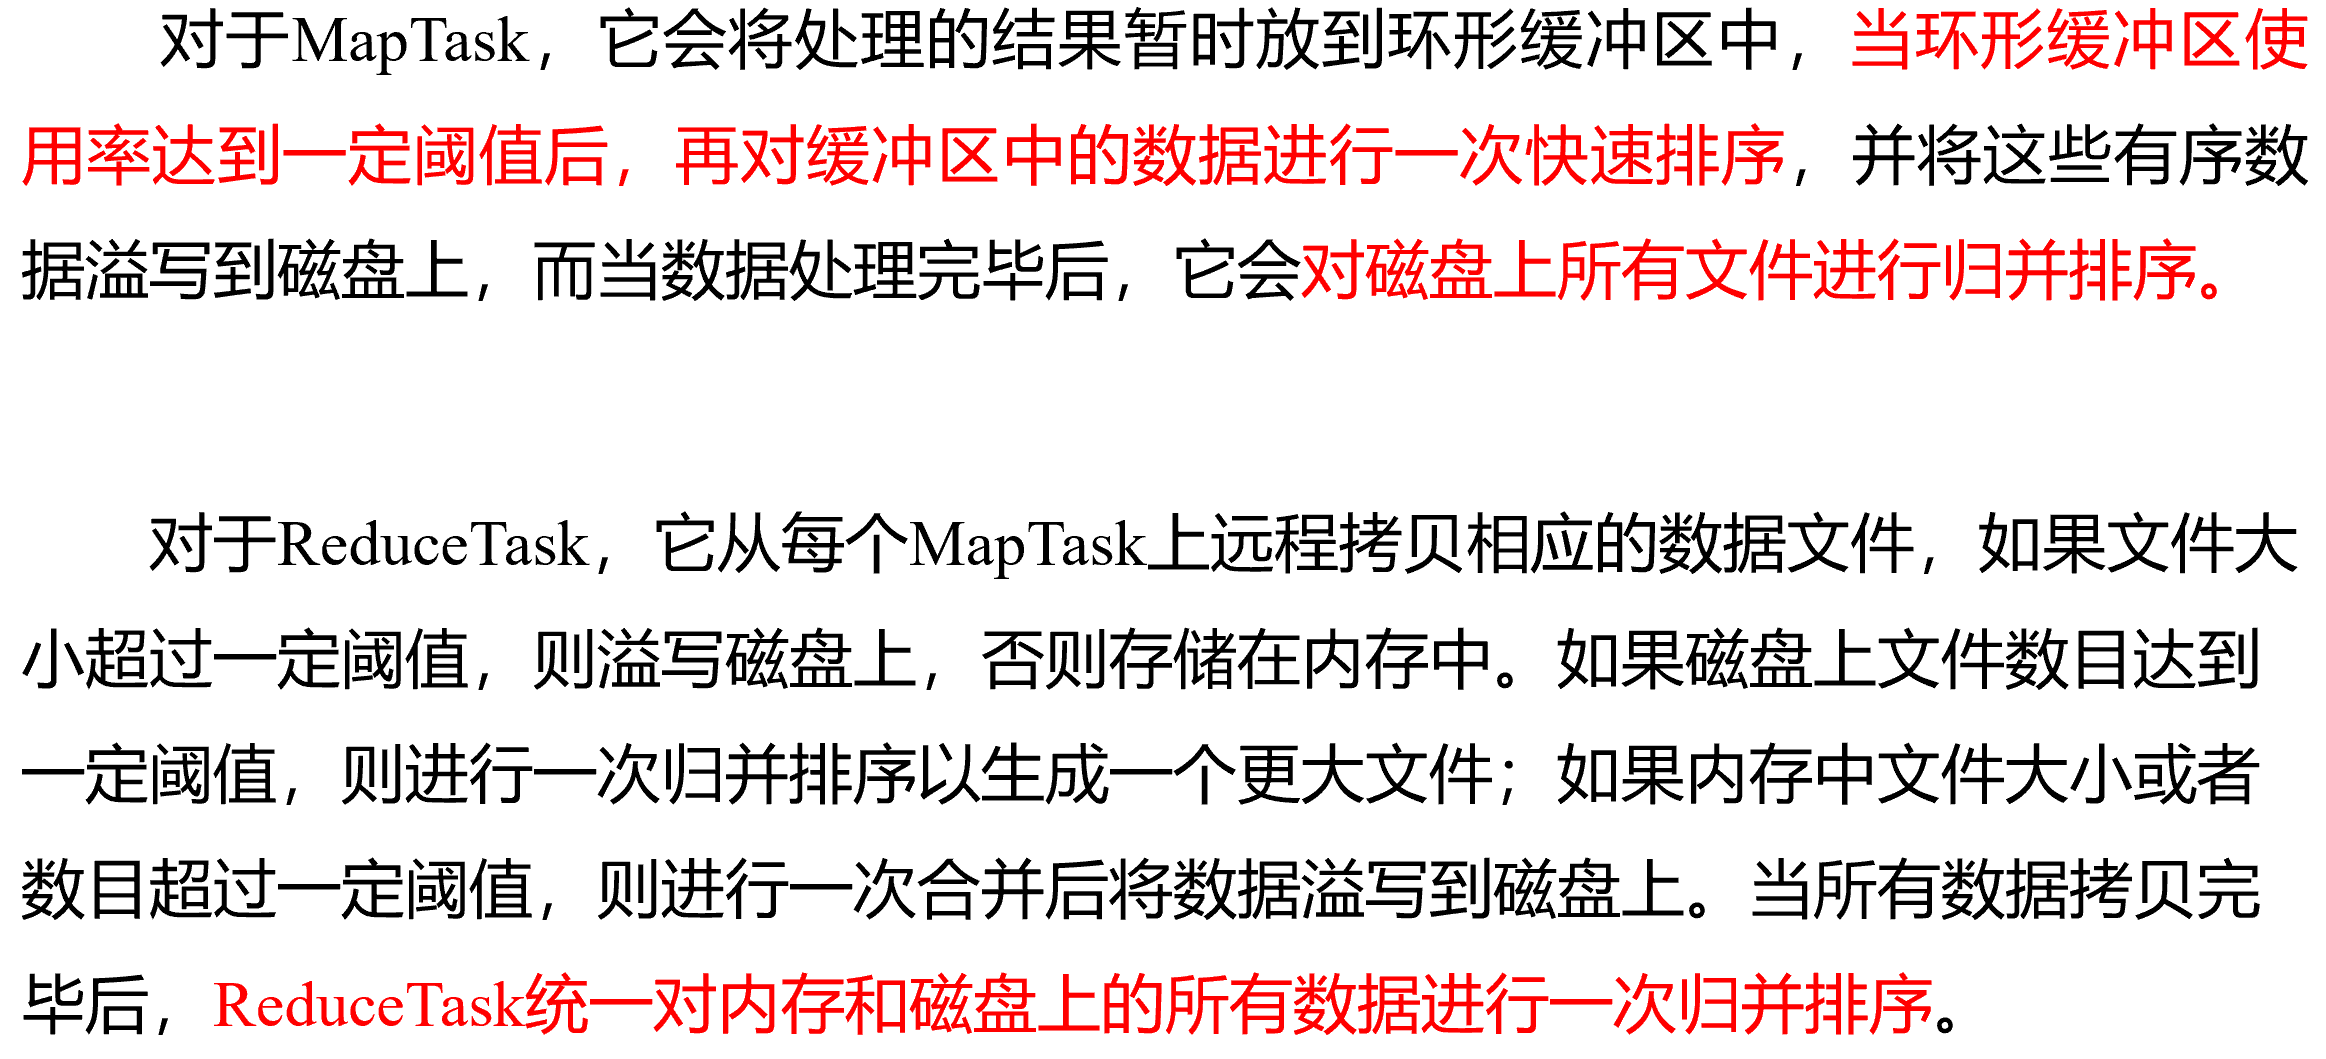 对于MapTask，它会将处理的结果暂时放到环形缓冲区中，当环形缓冲区使
用率达到一定阈值后，再对缓冲区中的数据进行一次快速排序，并将这些有序数
据溢写到磁盘上，而当数据处理完毕后，它会对磁盘上所有文件进行归并排序。
对于ReduceTask，它从每个MapTask上远程拷贝相应的数据文件，如果文件大
小超过一定阈值，则溢写磁盘上，否则存储在内存中。如果磁盘上文件数目达到
一定阈值，则进行一次归并排序以生成一个更大文件；如果内存中文件大小或者
数目超过一定阈值，则进行一次合并后将数据溢写到磁盘上。当所有数据拷贝完
毕后，ReduceTask统一对内存和磁盘上的所有数据进行一次归并排序。